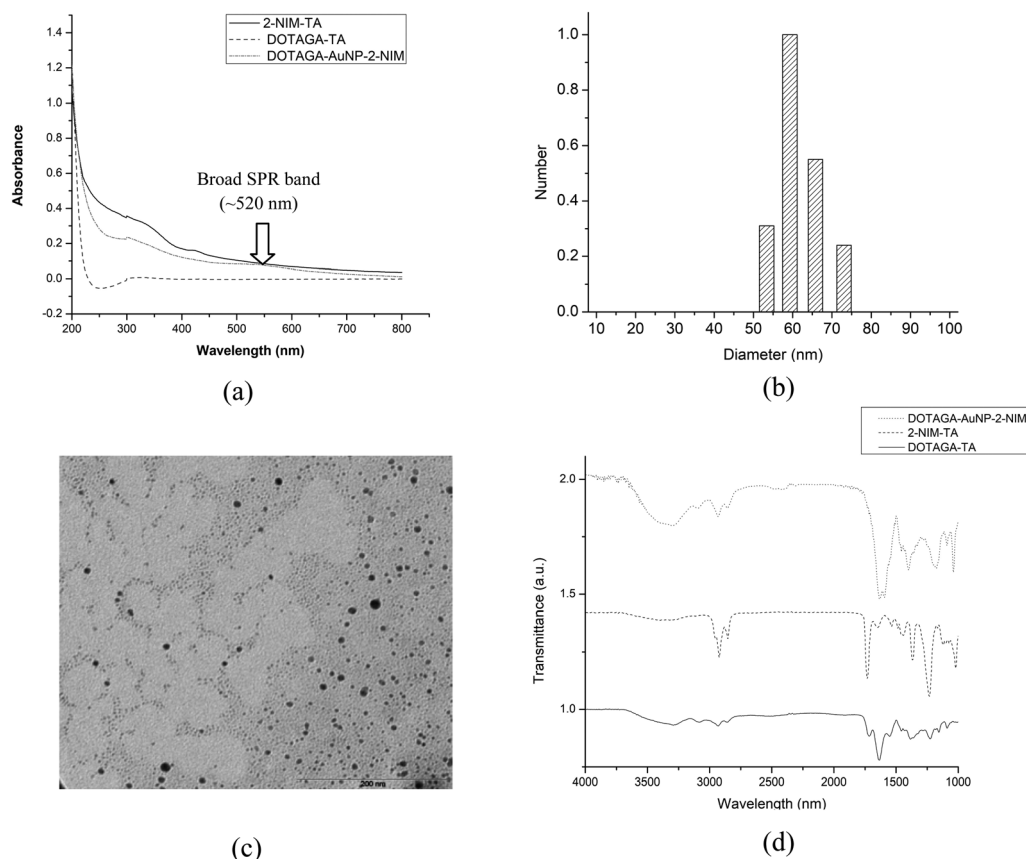 1.4
1.2
1.0
0.8
0.6
0.4
0.2
0.0
-0.2
Absorbance
2-NIM-TA
DOTAGA-TA
DOTAGA-AuNP-2-NIM
Broad SPR band
(~520 nm)
200 300 400 500 600 700 800
Wavelength (nm)
(a)
1.0
0.8
0.6
0.4
0.2
0.0
Number
10 20 30 40 50 60 70 80 90 100
Diameter (nm)
(b)
200 nm
(c)
DOTAGA-AuNP-2-NIM
2-NIM-TA
DOTAGA-TA
2.0
1.5
1.0
Transmittance (a.u.)
4000 3500 3000 2500 2000 1500 1000
Wavelength (nm)
(d)